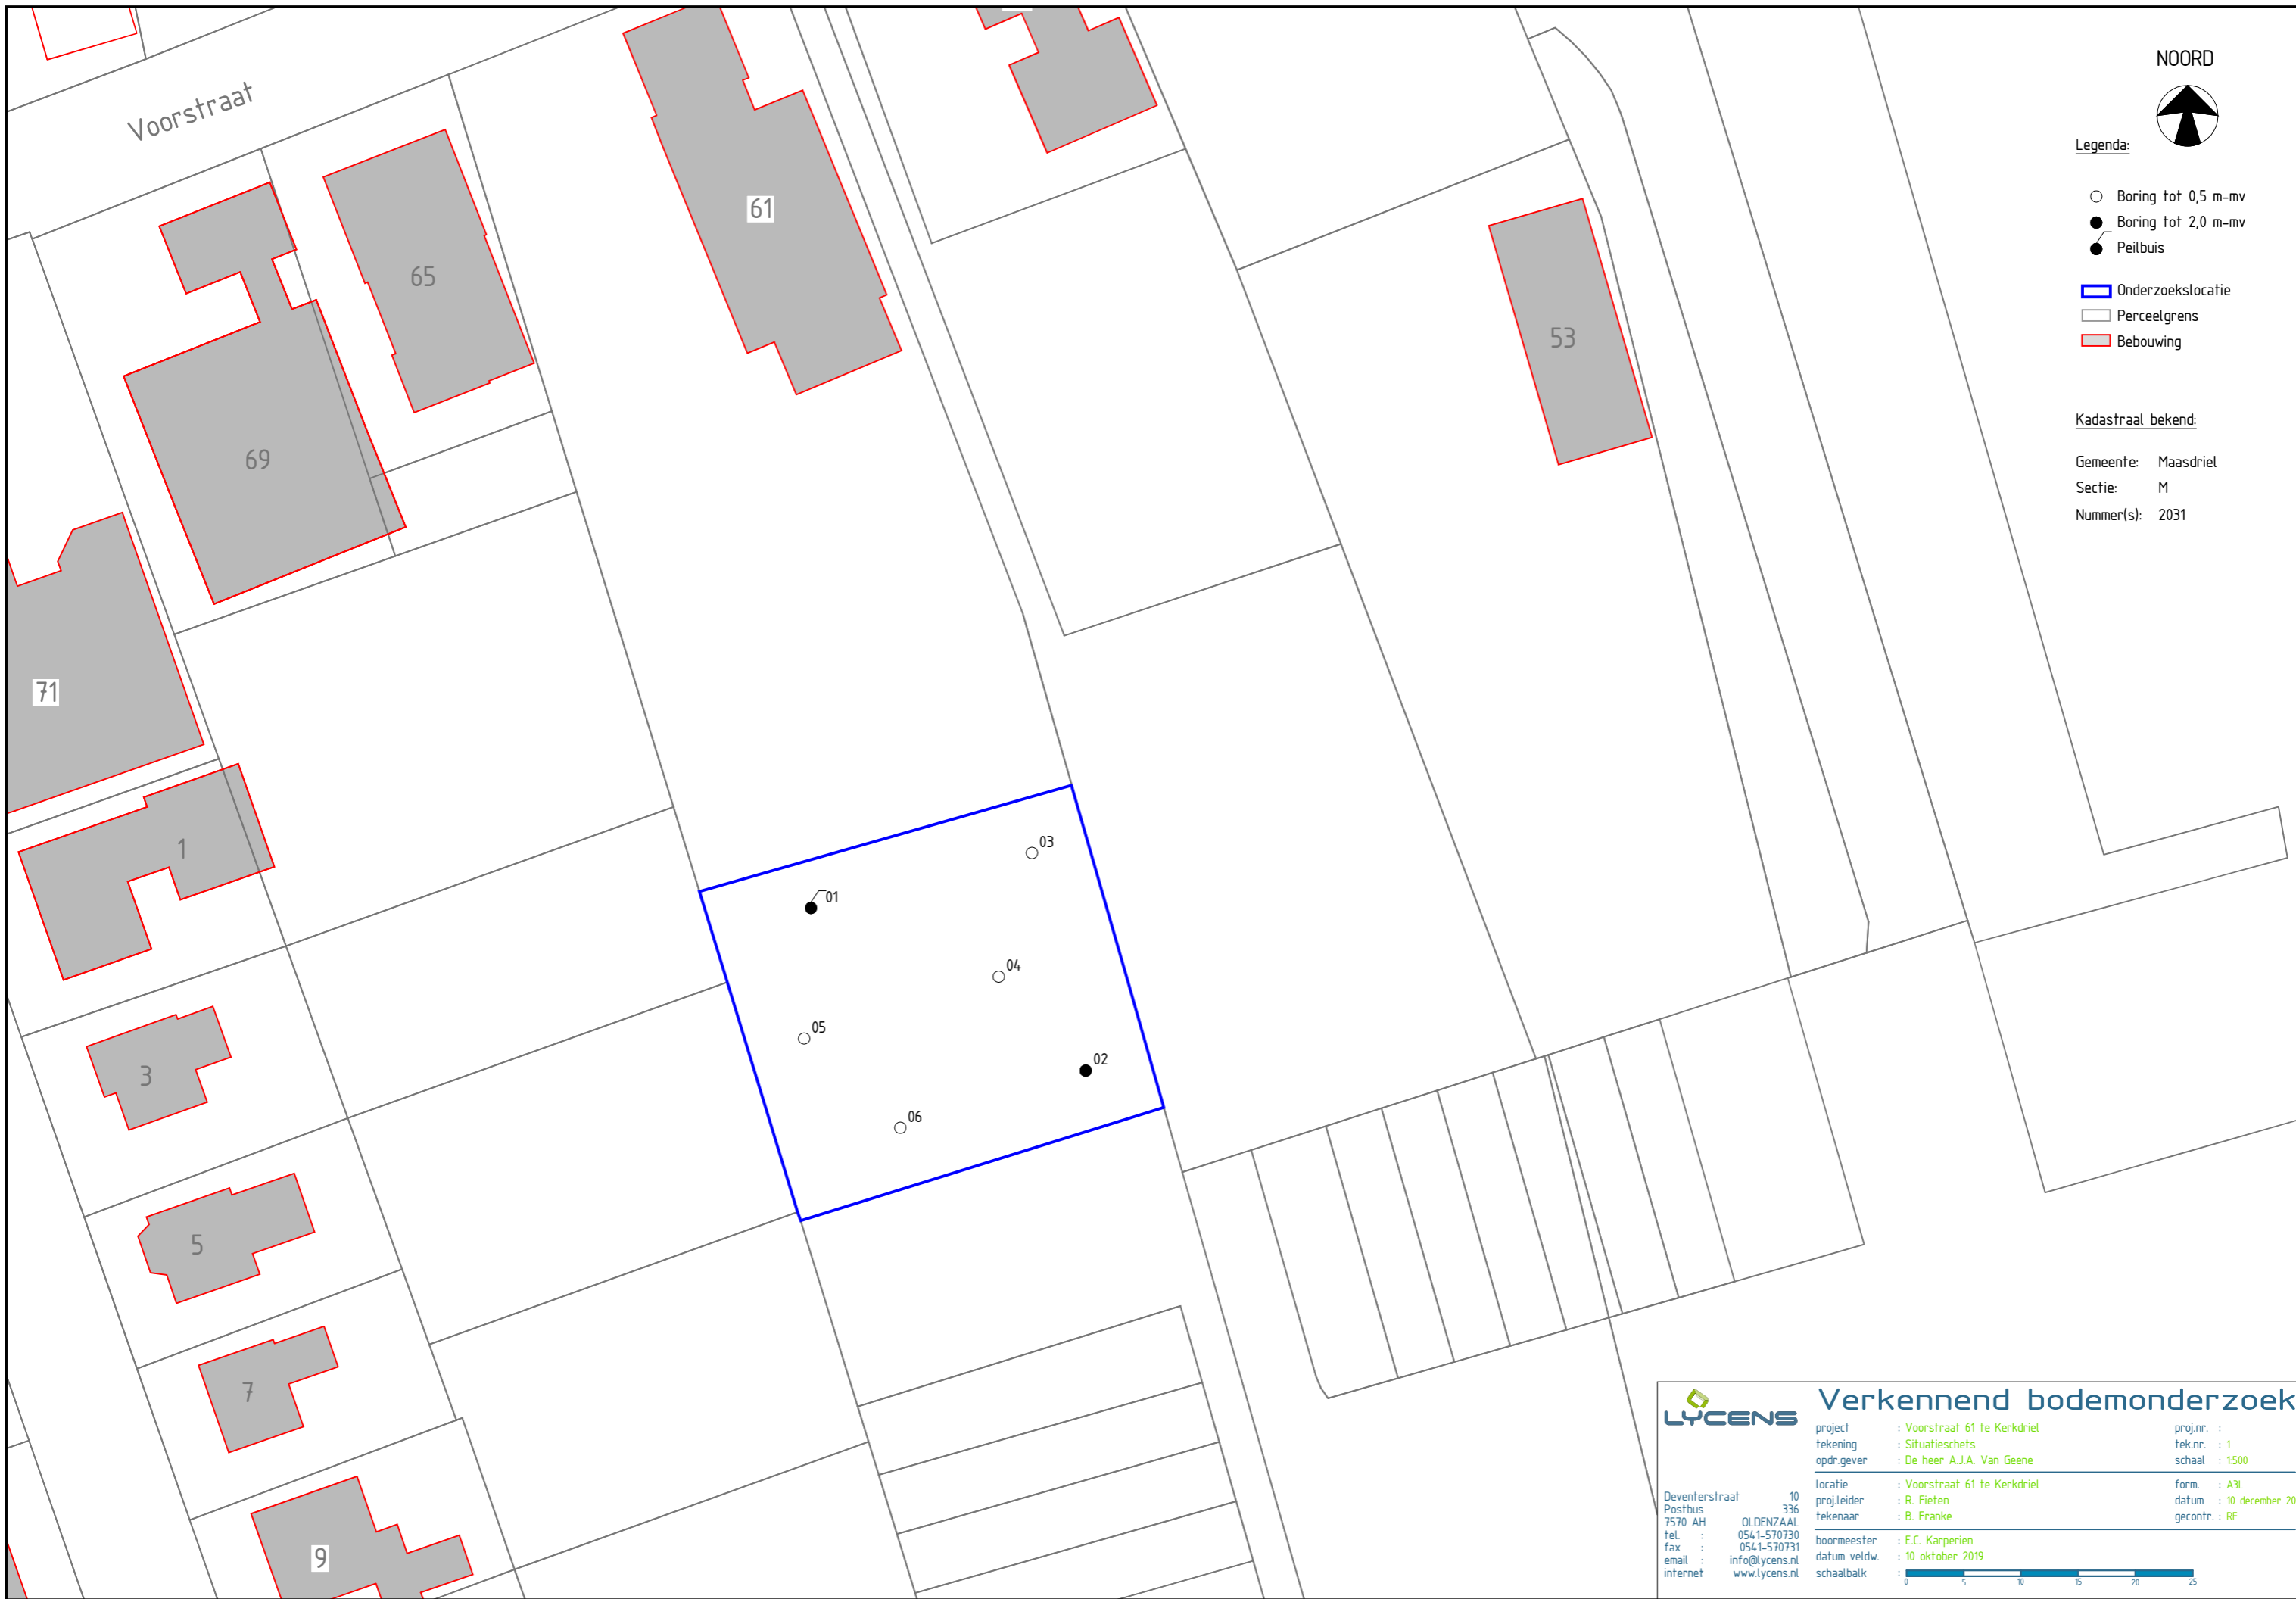 Voorstraat
61
65
69
53
71
1
3
5
7
9
03
01
04
05
02
06
NOORD
Legenda:
Boring tot 0,5 m-mv
Boring tot 2,0 m-mv
Peilbuis
Onderzoekslocatie
Perceelgrens
Bebouwing
Kadastraal bekend:
Gemeente: Maasdriel
Sectie: M
Nummer(s): 2031
LYCENS
Deventerstraat 10
Postbus 336
7570 AH OLDENZAAL
tel. : 0541-570730
fax : 0541-570731
email : info@lycens.nl
internet www.lycens.nl
Verkennend bodemonderzoek
project : Voorstraat 61 te Kerkdriel proj.nr. :
tekening : Situatieschets tek.nr. : 1
opdr.gever : De heer A.J.A. Van Geene schaal : 1:500
locatie : Voorstraat 61 te Kerkdriel form. : A3L
proj.leider : R. Fieten datum : 10 december 20
tekenaar : B. Franke gecontr. : RF
boormeester : E.C. Karperien
datum veldw. : 10 oktober 2019
schaalbalk :
0 5 10 15 20 25